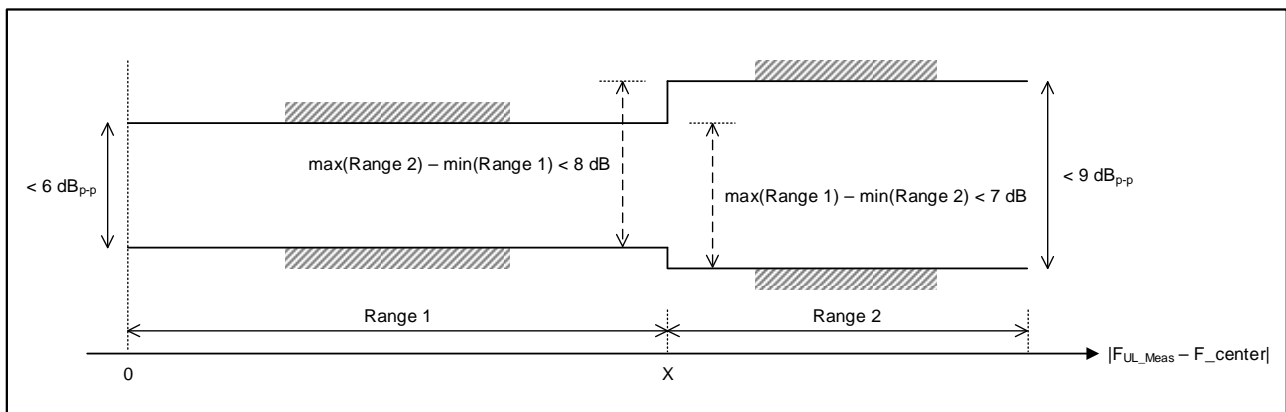 max(Range 2) – min(Range 1) < 8 dB
< 6 dBp-p
< 9 dBp-p
max(Range 1) – min(Range 2) < 7 dB
Range 1
Range 2
|FUL_Meas – F_center|
0
X